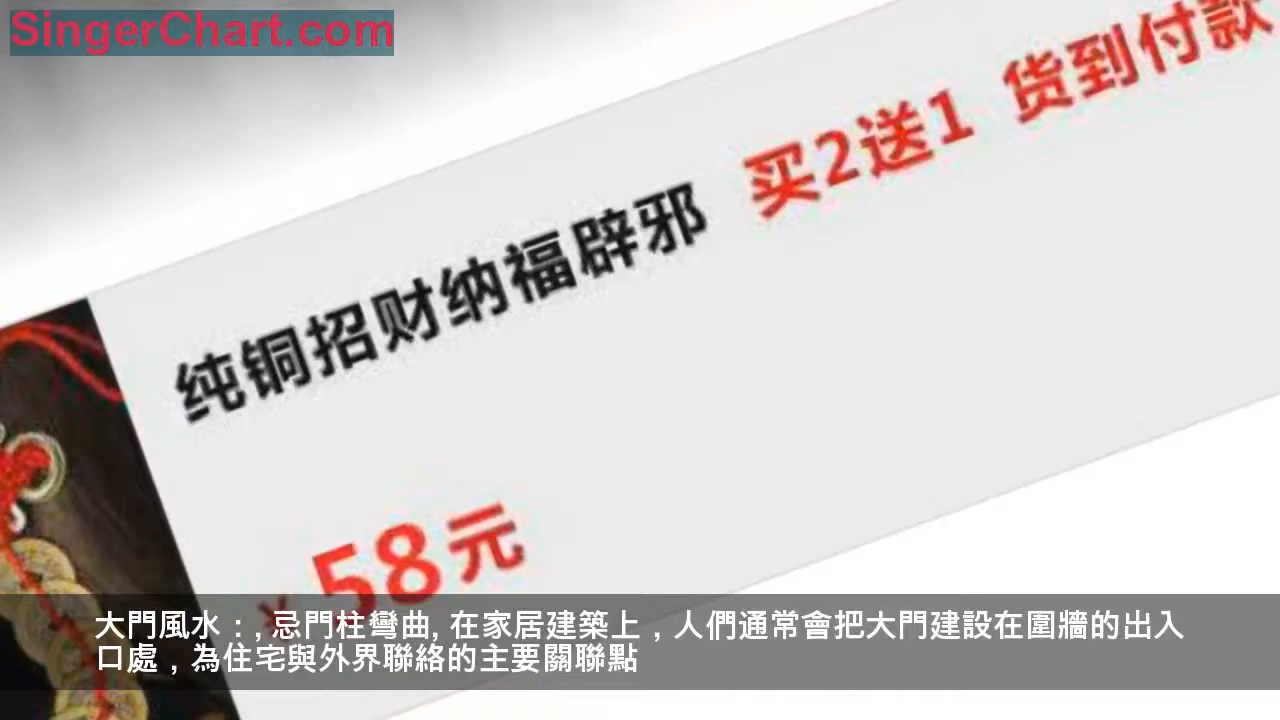 SingerChart.com
买2送1 货到付款
纯铜招财纳福辟邪
¥ 58元
大門風水：, 忌門柱彎曲, 在家居建築上，人們通常會把大門建設在圍牆的出入
口處，為住宅與外界聯絡的主要關聯點